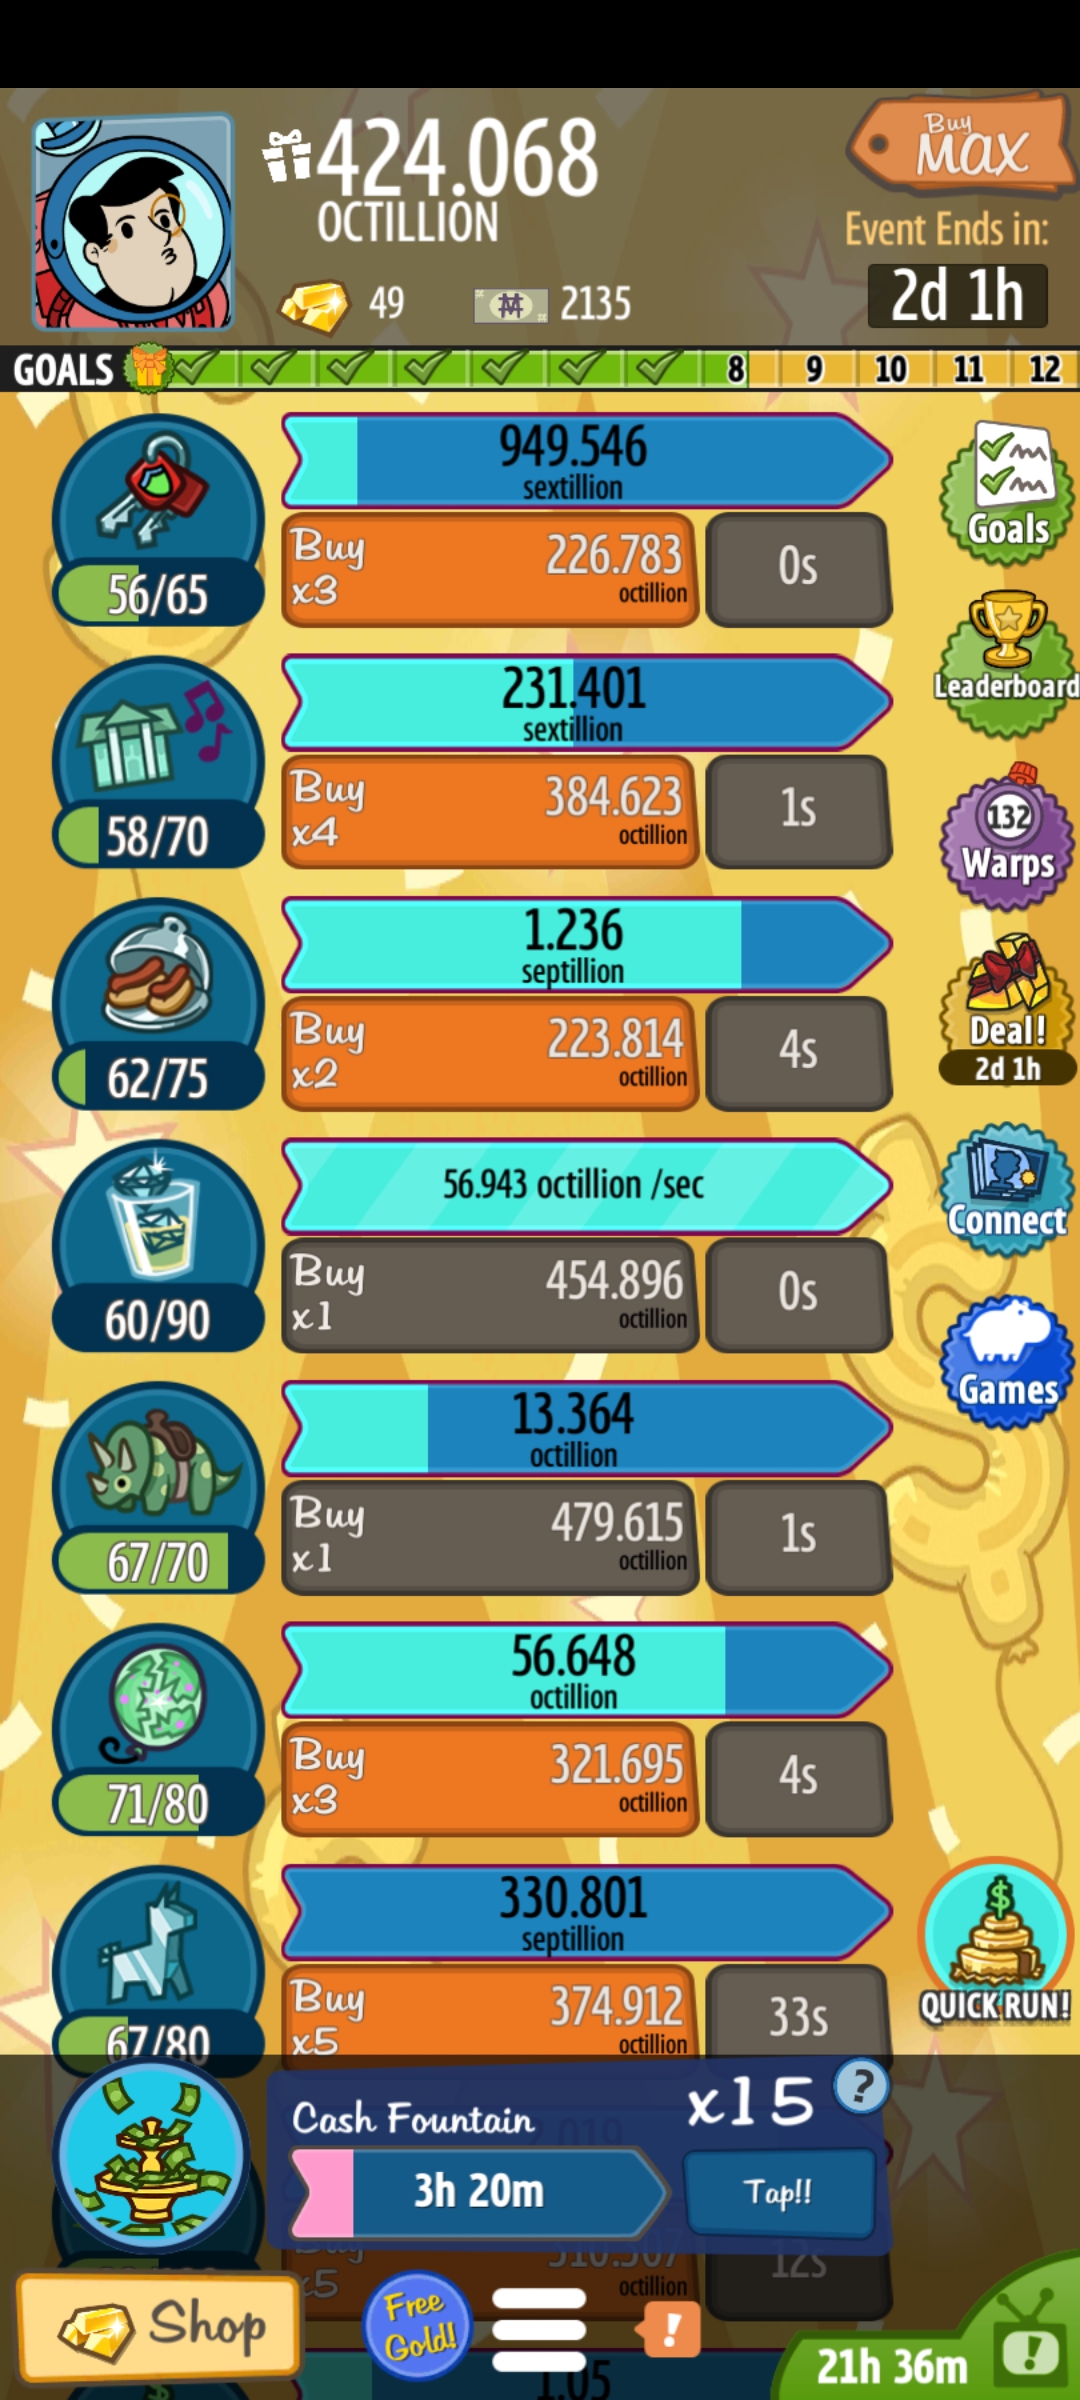 424.068
OCTILLION
Buy
MAX
Event Ends in:
2d 1h
49
2135
GOALS
8 9 10 11 12
949.546
sextillion
Buy
x3
226.783
octillion
0s
56/65
Goals
231.401
sextillion
Buy
x4
384.623
octillion
1s
58/70
Leaderboard
1.236
septillion
Buy
x2
223.814
octillion
4s
62/75
132
Warps
Deal!
2d 1h
56.943 octillion /sec
Buy
x1
454.896
octillion
0s
60/90
Connect
13.364
octillion
Buy
x1
479.615
octillion
1s
67/70
Games
56.648
octillion
Buy
x3
321.695
octillion
4s
71/80
330.801
septillion
Buy
x5
374.912
octillion
33s
67/80
QUICK RUN!
Cash Fountain
x15
?
3h 20m
Tap!!
Buy
x5
octillion
12s
Shop
Free
Gold!
!
1.05
21h 36m
!